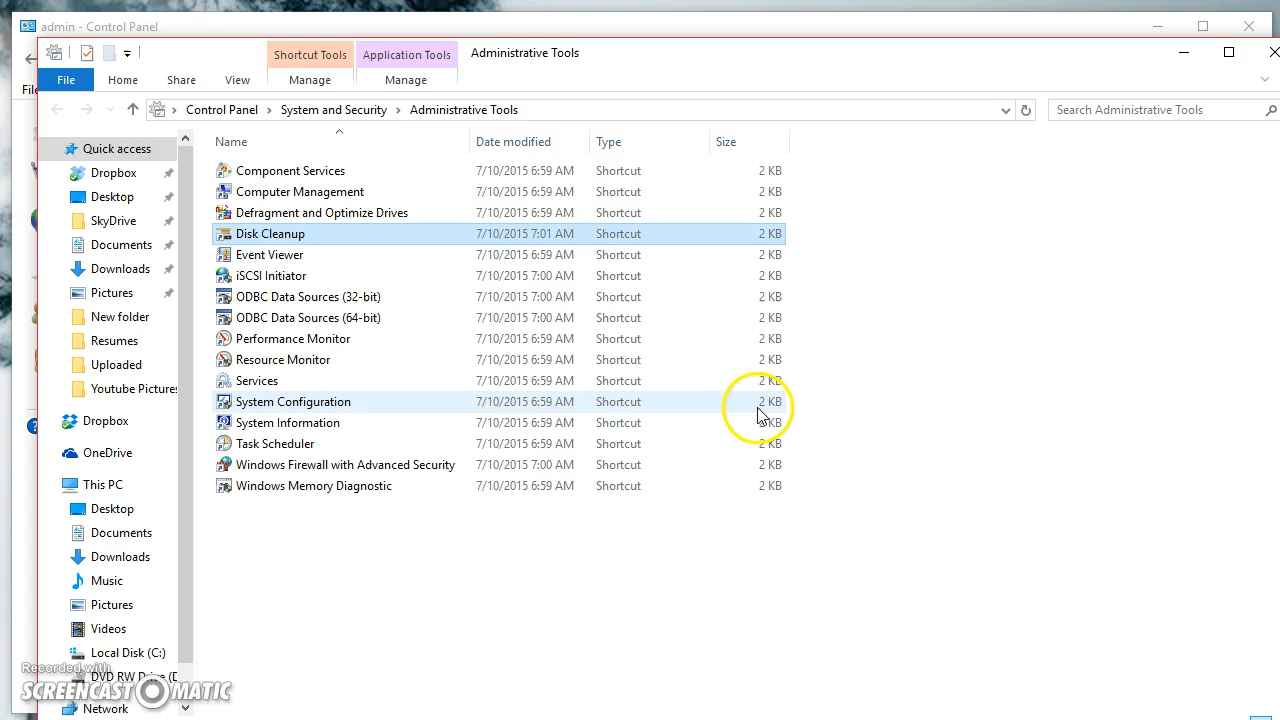 admin - Control Panel
Shortcut Tools
Application Tools
Administrative Tools
Fil
File
Home
Share
View
Manage
Manage
Control Panel > System and Security > Administrative Tools
Search Administrative Tools
Name
Date modified
Type
Size
Quick access
Dropbox
Desktop
SkyDrive
Documents
Downloads
Pictures
New folder
Resumes
Uploaded
Youtube Pictures
Dropbox
OneDrive
This PC
Desktop
Documents
Downloads
Music
Pictures
Videos
Local Disk (C:)
DVD RW Drive (D
Network
Component Services 7/10/2015 6:59 AM Shortcut 2 KB
Computer Management 7/10/2015 6:59 AM Shortcut 2 KB
Defragment and Optimize Drives 7/10/2015 6:59 AM Shortcut 2 KB
Disk Cleanup 7/10/2015 7:01 AM Shortcut 2 KB
Event Viewer 7/10/2015 6:59 AM Shortcut 2 KB
iSCSI Initiator 7/10/2015 7:00 AM Shortcut 2 KB
ODBC Data Sources (32-bit) 7/10/2015 7:00 AM Shortcut 2 KB
ODBC Data Sources (64-bit) 7/10/2015 7:00 AM Shortcut 2 KB
Performance Monitor 7/10/2015 6:59 AM Shortcut 2 KB
Resource Monitor 7/10/2015 6:59 AM Shortcut 2 KB
Services 7/10/2015 6:59 AM Shortcut 2 KB
System Configuration 7/10/2015 6:59 AM Shortcut 2 KB
System Information 7/10/2015 6:59 AM Shortcut KB
Task Scheduler 7/10/2015 6:59 AM Shortcut 2 KB
Windows Firewall with Advanced Security 7/10/2015 7:00 AM Shortcut 2 KB
Windows Memory Diagnostic 7/10/2015 6:59 AM Shortcut 2 KB
Recorded with
SCREENCAST MATIC